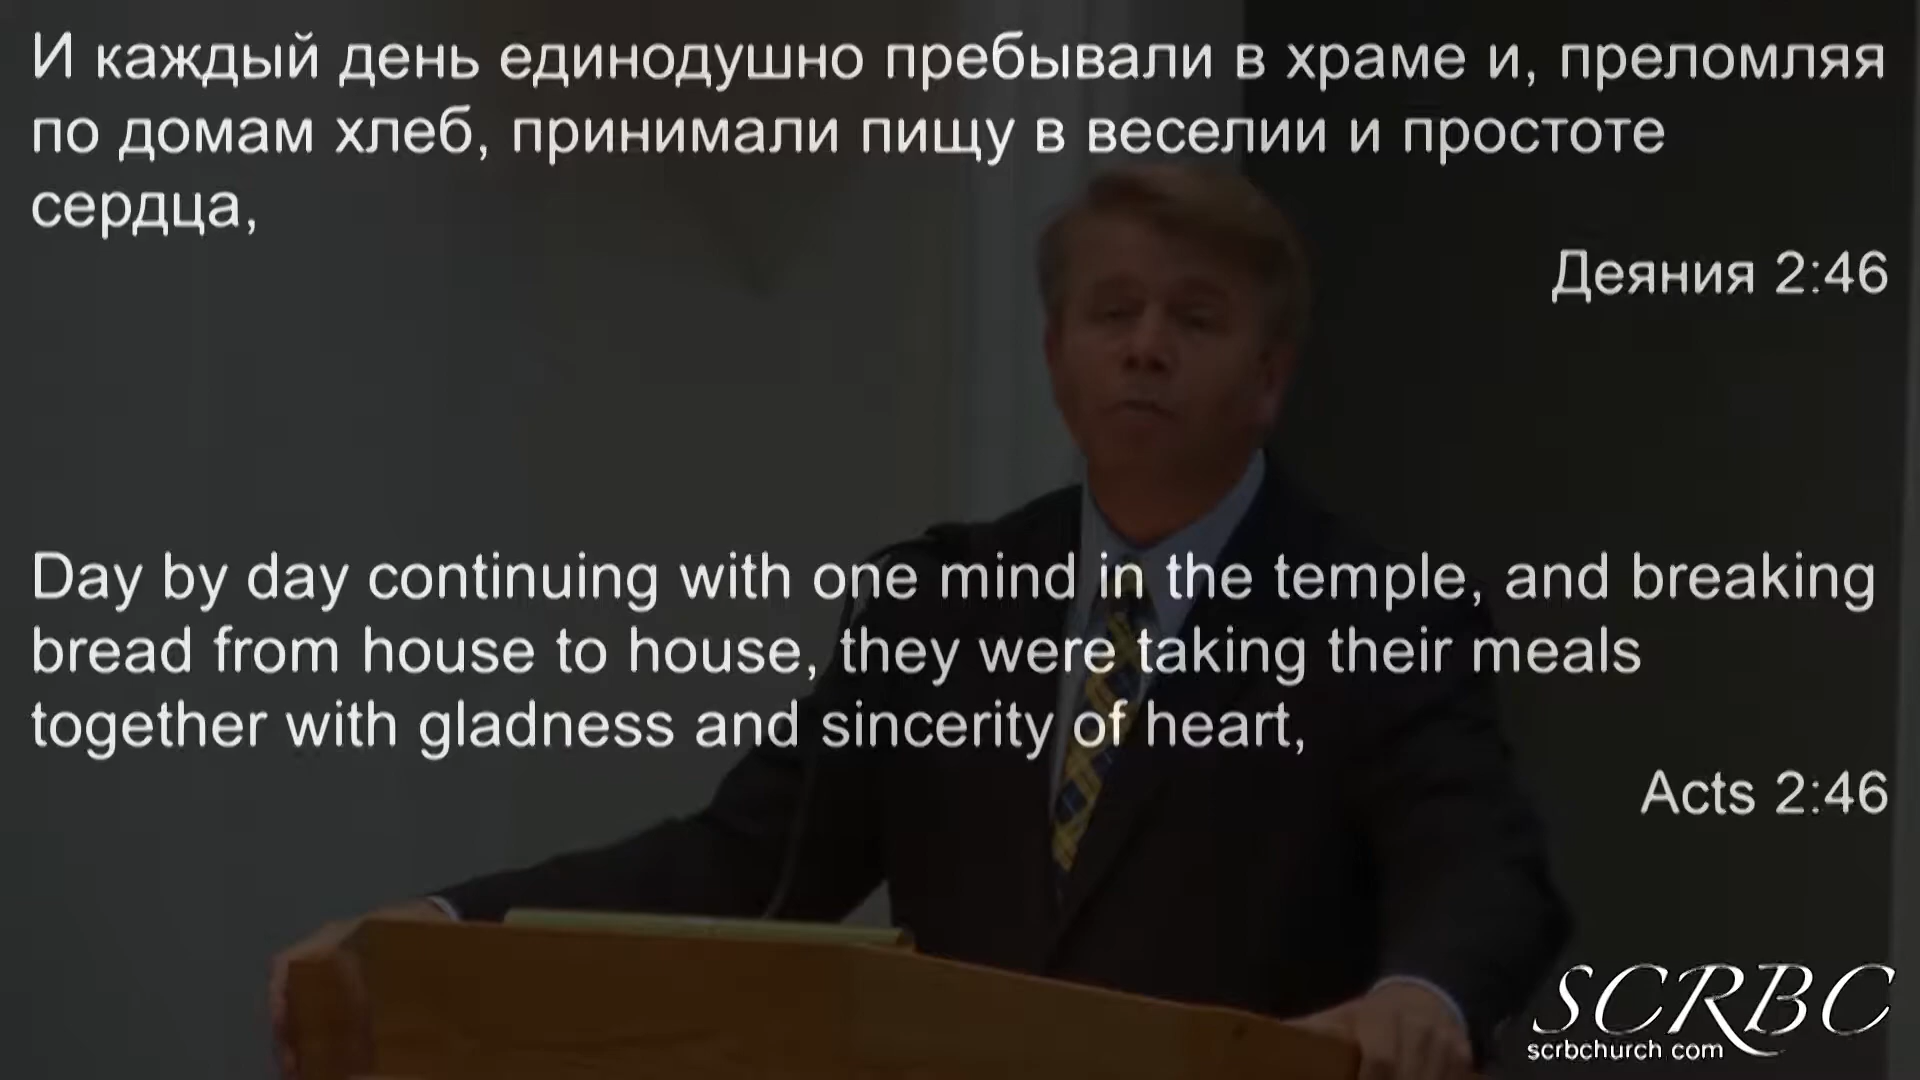 И каждый день единодушно пребывали в храме и, преломляя
по домам хлеб, принимали пищу в веселии и простоте
сердца,
Деяния 2:46
Day by day continuing with one mind in the temple, and breaking
bread from house to house, they were taking their meals
together with gladness and sincerity of heart,
Acts 2:46
SCRBC
scrbchurch com